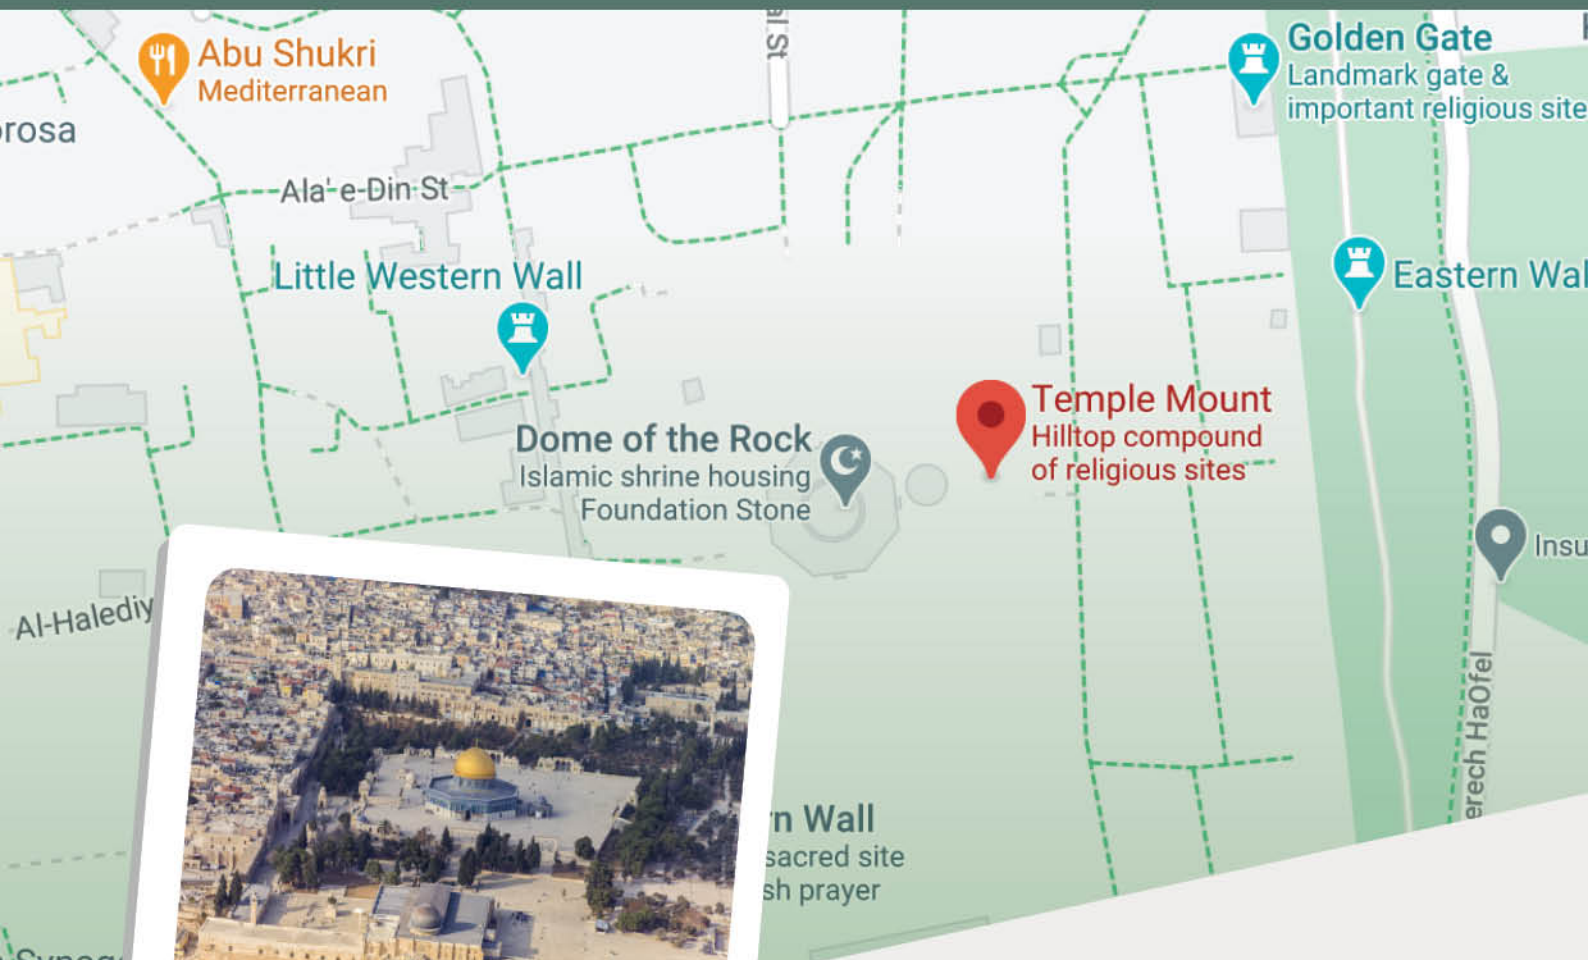 al St
Golden Gate
Landmark gate &
important religious site
Abu Shukri
Mediterranean
orosa
Ala' e-Din St
Little Western Wall
Eastern Wal
Temple Mount
Hilltop compound
of religious sites
Dome of the Rock
Islamic shrine housing
Foundation Stone
Insu
Al-Halediy
erech HaOfel
rn Wall
sacred site
sh prayer